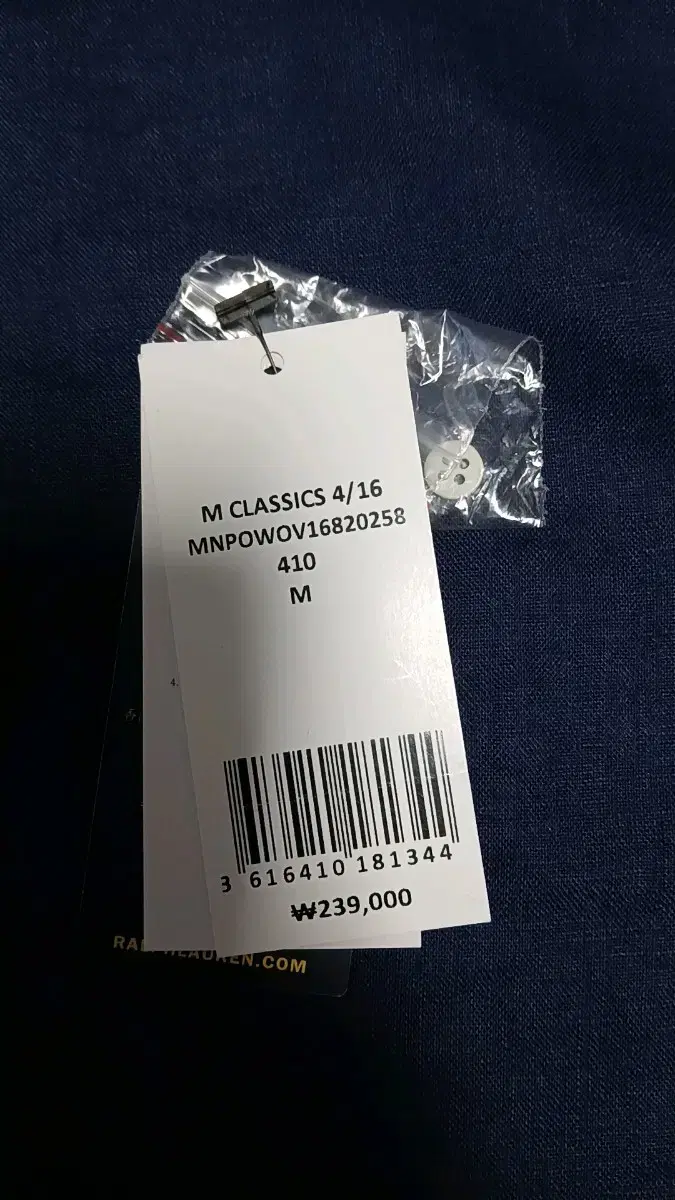 M CLASSICS 4/16
MNPOWOV16820258
410
M
3 616410 181344
₩239,000
RALPHLAUREN.COM